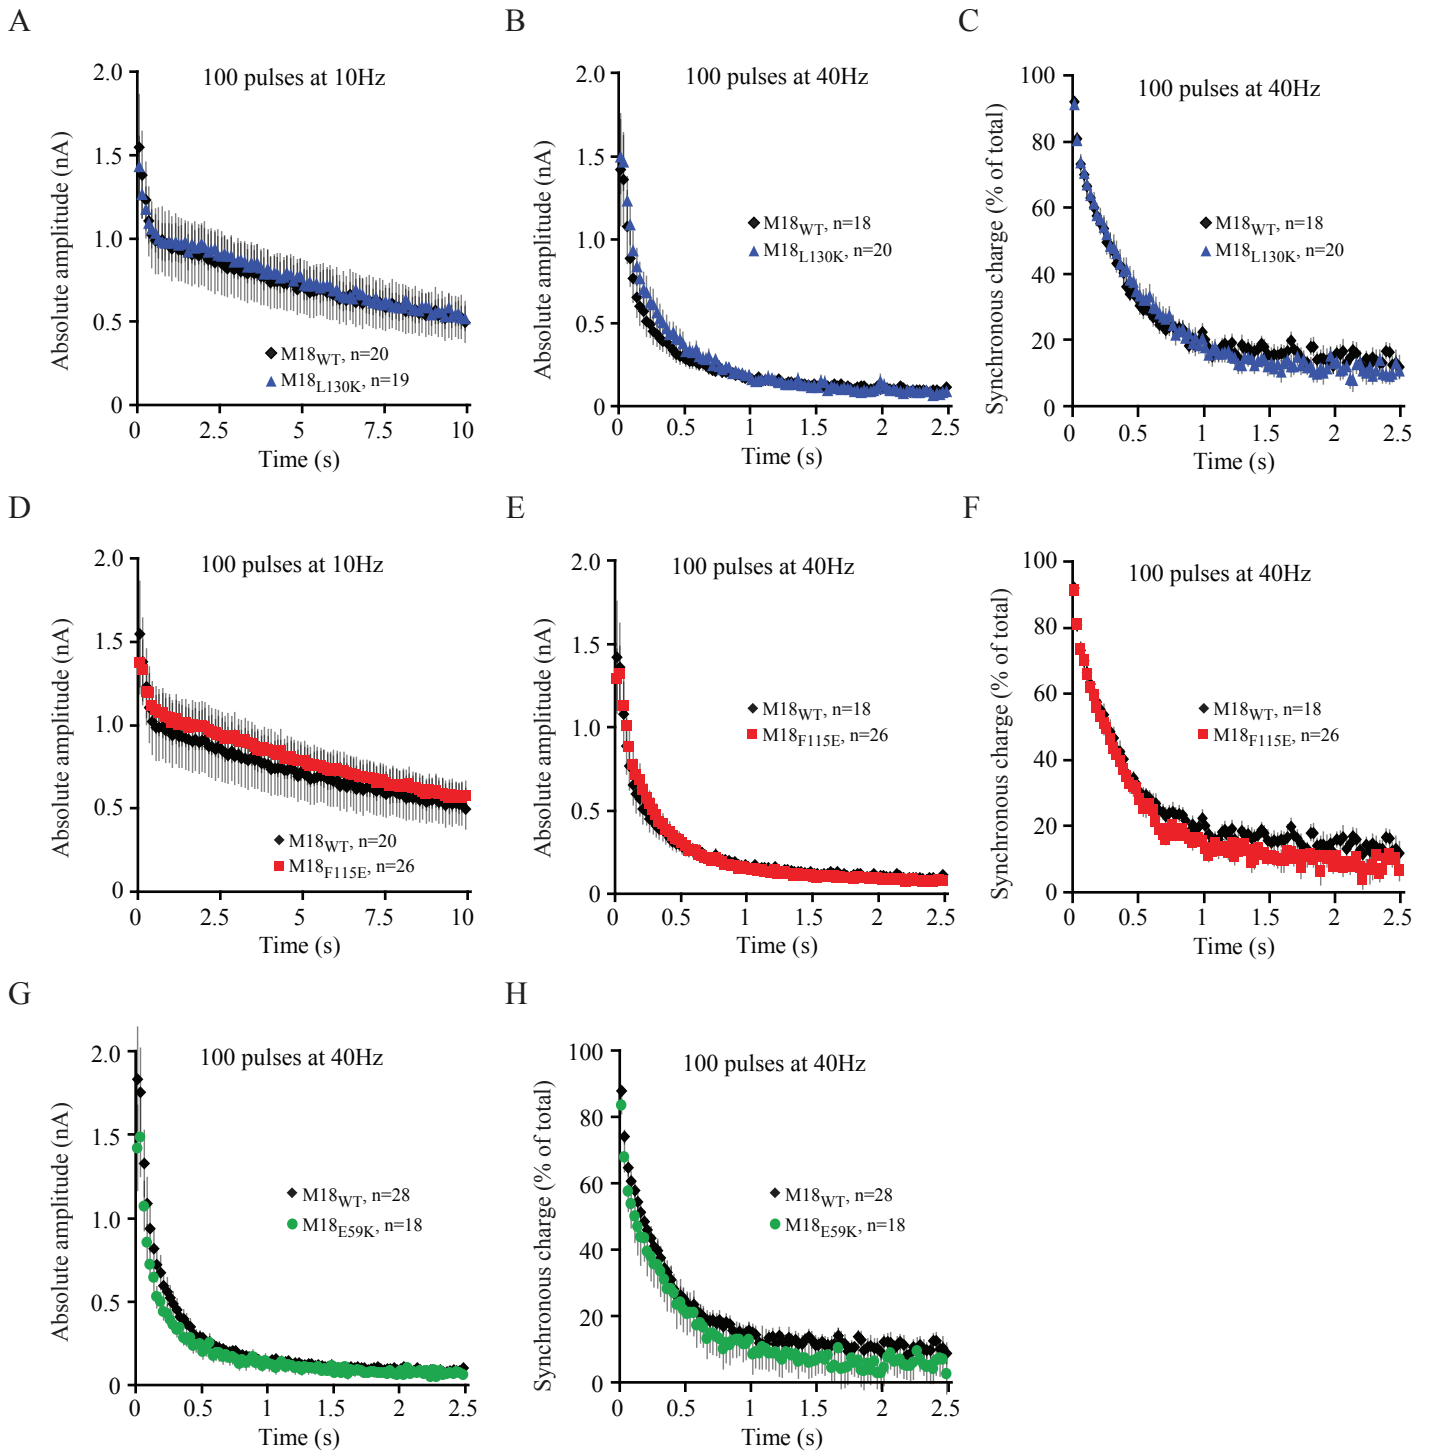 A
100 pulses at 10Hz
Absolute amplitude (nA)
2.0
1.5
1.0
0.5
0
M18WT, n=20
M18L130K, n=19
0 2.5 5 7.5 10
Time (s)
B
100 pulses at 40Hz
Absolute amplitude (nA)
2.0
1.5
1.0
0.5
0
M18WT, n=18
M18L130K, n=20
0 0.5 1 1.5 2 2.5
Time (s)
C
100 pulses at 40Hz
Synchronous charge (% of total)
100
80
60
40
20
0
M18WT, n=18
M18L130K, n=20
0 0.5 1 1.5 2 2.5
Time (s)
D
100 pulses at 10Hz
Absolute amplitude (nA)
2.0
1.5
1.0
0.5
0
M18WT, n=20
M18F115E, n=26
0 2.5 5 7.5 10
Time (s)
E
100 pulses at 40Hz
Absolute amplitude (nA)
2.0
1.5
1.0
0.5
0
M18WT, n=18
M18F115E, n=26
0 0.5 1 1.5 2 2.5
Time (s)
F
100 pulses at 40Hz
Synchronous charge (% of total)
100
80
60
40
20
0
M18WT, n=18
M18F115E, n=26
0 0.5 1 1.5 2 2.5
Time (s)
G
100 pulses at 40Hz
Absolute amplitude (nA)
2.0
1.5
1.0
0.5
0
M18WT, n=28
M18E59K, n=18
0 0.5 1 1.5 2 2.5
Time (s)
H
100 pulses at 40Hz
Synchronous charge (% of total)
100
80
60
40
20
0
M18WT, n=28
M18E59K, n=18
0 0.5 1 1.5 2 2.5
Time (s)